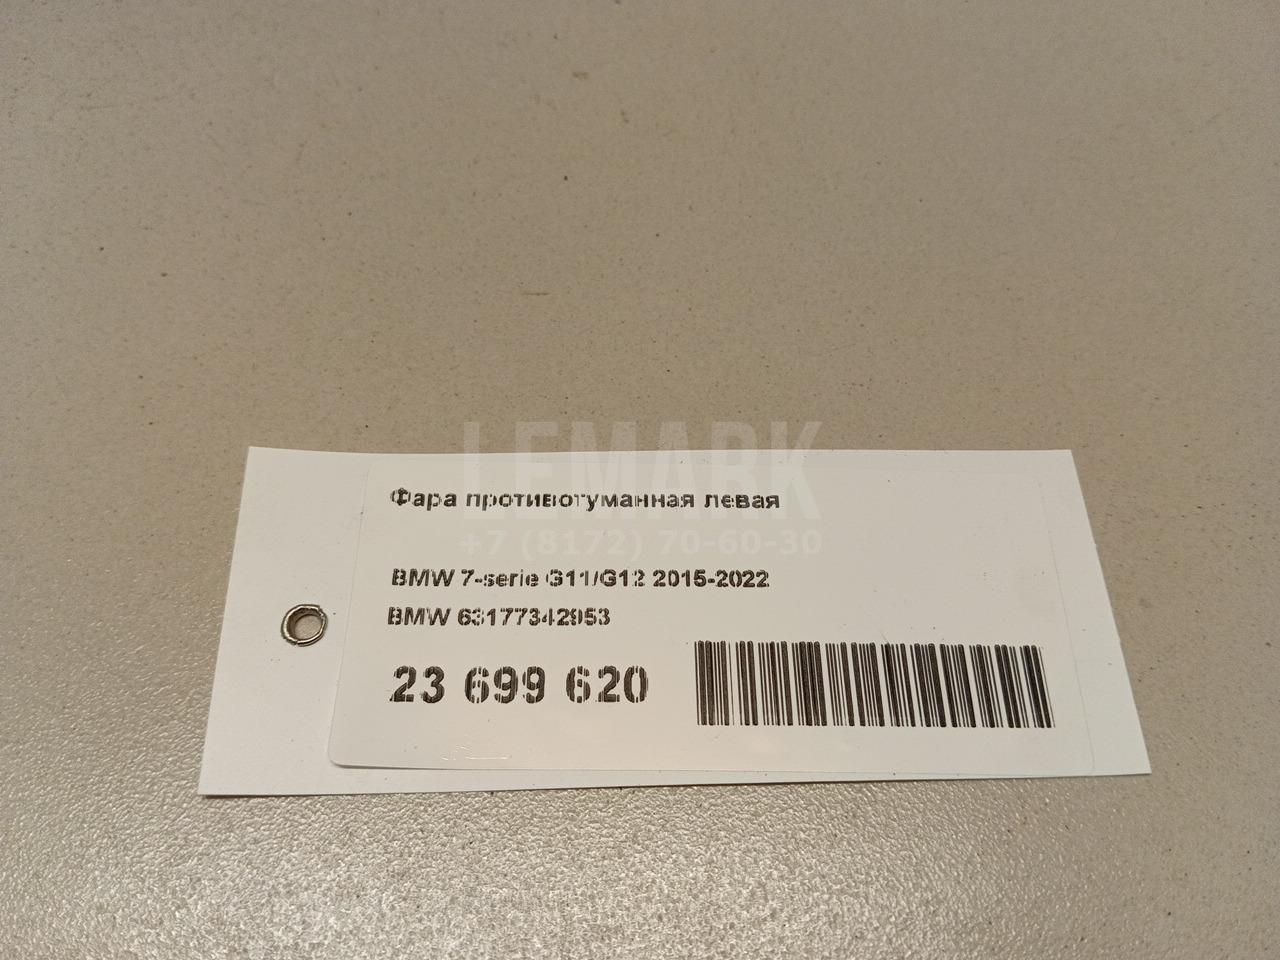 LEMARK
Фара противотуманная левая
+7 (8172) 70-60-30
BMW 7-serie G11/G12 2015-2022
BMW 63177342953
23 699 620